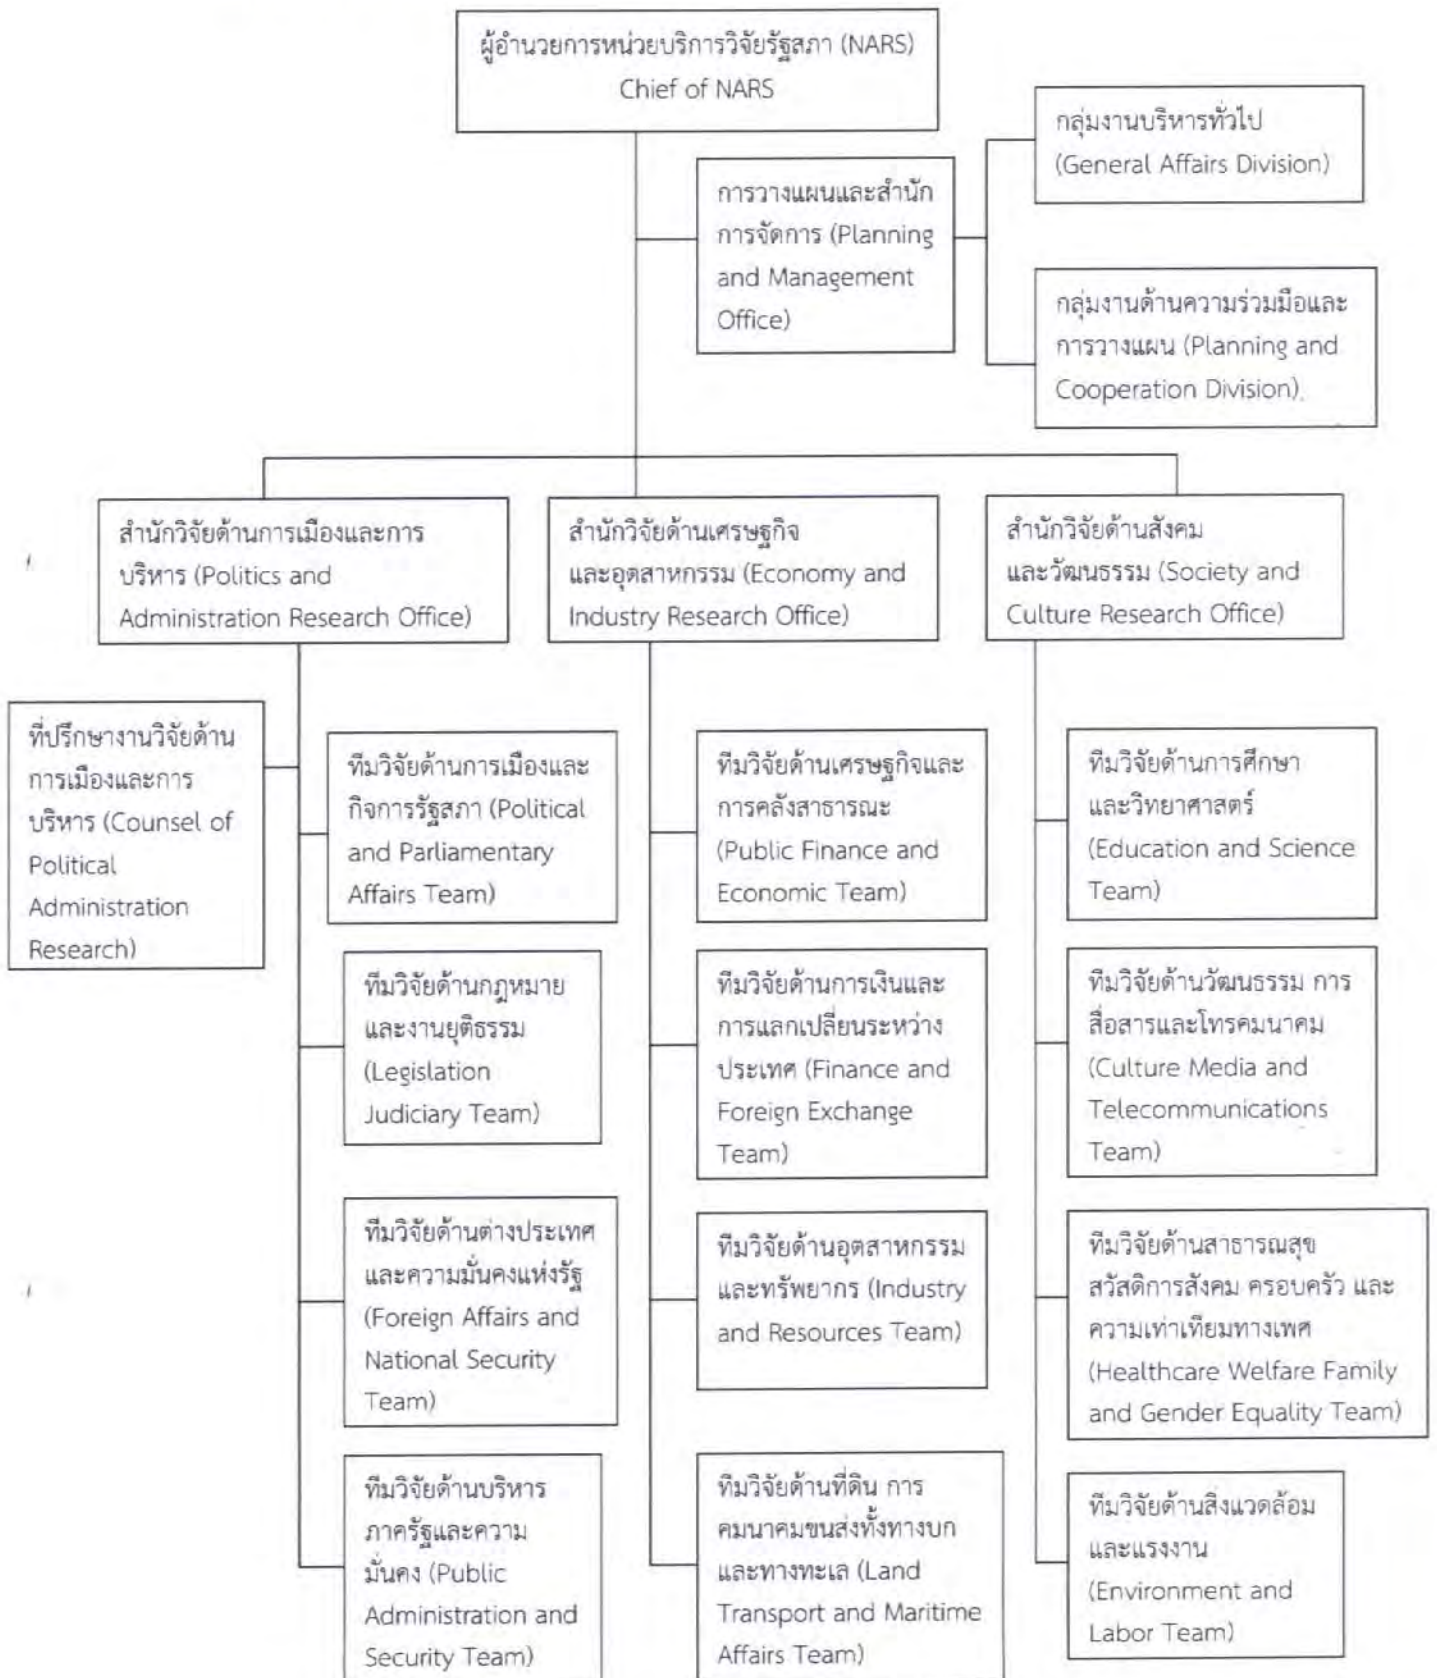 ผู้อำนวยการหน่วยบริการวิจัยรัฐสภา (NARS)
Chief of NARS
กลุ่มงานบริหารทั่วไป
(General Affairs Division)
การวางแผนและสำนัก
การจัดการ (Planning
and Management
Office)
กลุ่มงานด้านความร่วมมือและ
การวางแผน (Planning and
Cooperation Division)
สำนักวิจัยด้านการเมืองและการ
บริหาร (Politics and
Administration Research Office)
สำนักวิจัยด้านเศรษฐกิจ
และอุตสาหกรรม (Economy and
Industry Research Office)
สำนักวิจัยด้านสังคม
และวัฒนธรรม (Society and
Culture Research Office)
ที่ปรึกษางานวิจัยด้าน
การเมืองและการ
บริหาร (Counsel of
Political
Administration
Research)
ทีมวิจัยด้านการเมืองและ
กิจการรัฐสภา (Political
and Parliamentary
Affairs Team)
ทีมวิจัยด้านเศรษฐกิจและ
การคลังสาธารณะ
(Public Finance and
Economic Team)
ทีมวิจัยด้านการศึกษา
และวิทยาศาสตร์
(Education and Science
Team)
ทีมวิจัยด้านกฎหมาย
และงานยุติธรรม
(Legislation
Judiciary Team)
ทีมวิจัยด้านการเงินและ
การแลกเปลี่ยนระหว่าง
ประเทศ (Finance and
Foreign Exchange
Team)
ทีมวิจัยด้านวัฒนธรรม การ
สื่อสารและโทรคมนาคม
(Culture Media and
Telecommunications
Team)
ทีมวิจัยด้านต่างประเทศ
และความมั่นคงแห่งรัฐ
(Foreign Affairs and
National Security
Team)
ทีมวิจัยด้านอุตสาหกรรม
และทรัพยากร (Industry
and Resources Team)
ทีมวิจัยด้านสาธารณสุข
สวัสดิการสังคม ครอบครัว และ
ความเท่าเทียมทางเพศ
(Healthcare Welfare Family
and Gender Equality Team)
ทีมวิจัยด้านบริหาร
ภาครัฐและความ
มั่นคง (Public
Administration and
Security Team)
ทีมวิจัยด้านที่ดิน การ
คมนาคมขนส่งทั้งทางบก
และทางทะเล (Land
Transport and Maritime
Affairs Team)
ทีมวิจัยด้านสิ่งแวดล้อม
และแรงงาน
(Environment and
Labor Team)